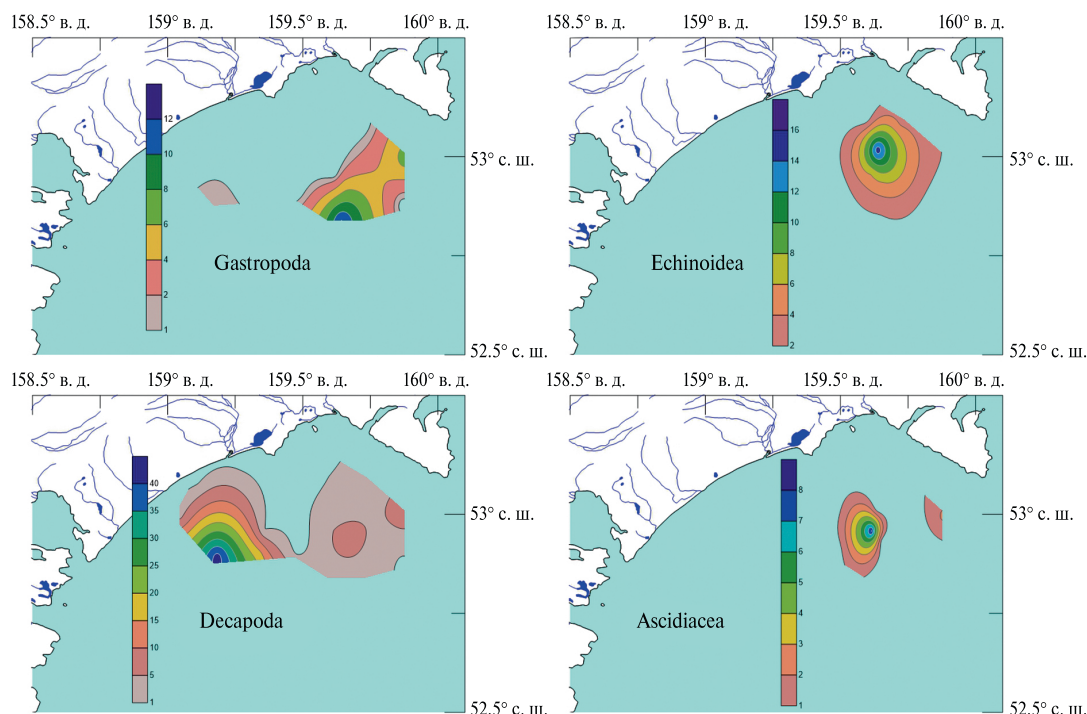 158.5° в. д. 159° в. д. 159.5° в. д. 160° в. д.
12
10
8
6
4
2
1
Gastropoda
53° с. ш.
52.5° с. ш.
158.5° в. д. 159° в. д. 159.5° в. д. 160° в. д.
16
14
12
10
8
6
4
2
Echinoidea
53° с. ш.
52.5° с. ш.
158.5° в. д. 159° в. д. 159.5° в. д. 160° в. д.
40
35
30
25
20
15
10
5
1
Decapoda
53° с. ш.
52.5° с. ш.
158.5° в. д. 159° в. д. 159.5° в. д. 160° в. д.
8
7
6
5
4
3
2
1
Ascidiacea
53° с. ш.
52.5° с. ш.